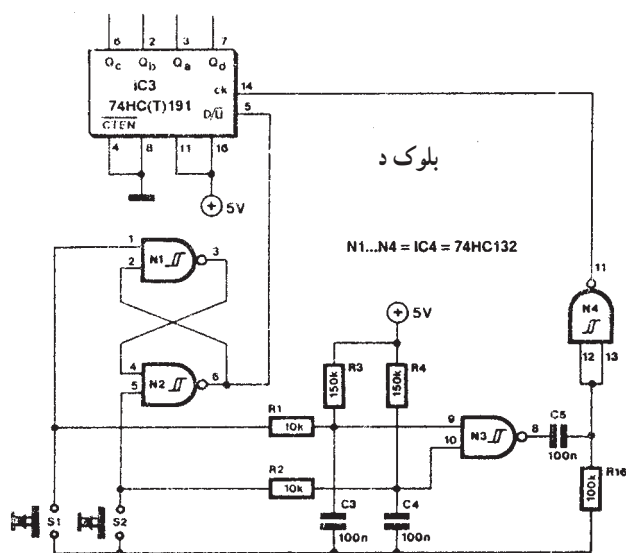 6 2 3 7
Qc Qb Qa Qd
ck 14
IC3
74HC(T)191
D/U̅ 5
C̅T̅E̅N̅
4 8 11 16
5V
بلوک د
N1...N4 = IC4 = 74HC132
1
N1 3
2
11
N4
12 13
5V
4
N2 6
5
R3 150k
R4 150k
R1 10k
9
N3 8
10
C5 100n
R2 10k
R16 100k
S1
S2
C3 100n
C4 100n